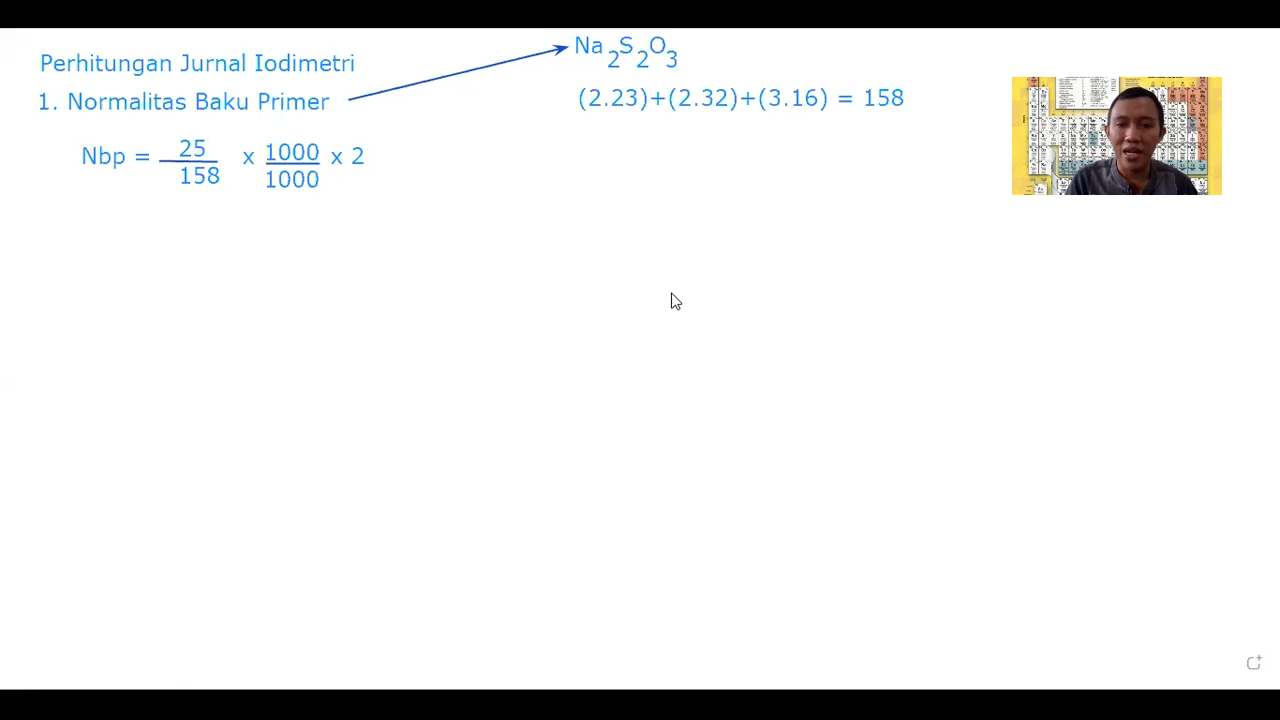 Perhitungan Jurnal Iodimetri
1. Normalitas Baku Primer
Na2S2O3
(2.23)+(2.32)+(3.16) = 158
Nbp = 25/158 x 1000/1000 x 2